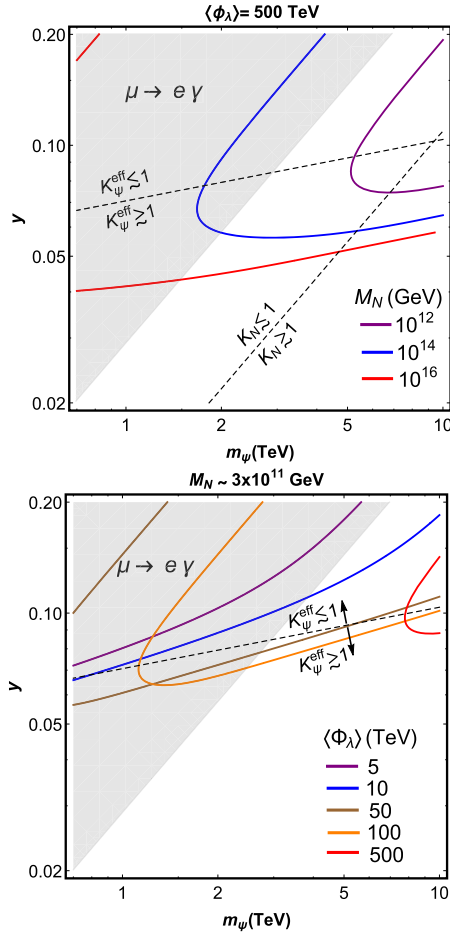 ⟨ϕλ⟩= 500 TeV
0.20
μ → e γ
0.10
K_ψ^eff ≲ 1
K_ψ^eff ≳ 1
y
0.05
K_N ≲ 1
K_N ≳ 1
M_N (GeV)
10^12
10^14
10^16
0.02
1 2 5 10
m_ψ(TeV)
M_N ~ 3x10^11 GeV
0.20
μ → e γ
0.10
K_ψ^eff ≲ 1
K_ψ^eff ≳ 1
y
0.05
⟨Φλ⟩ (TeV)
5
10
50
100
500
0.02
1 2 5 10
m_ψ(TeV)